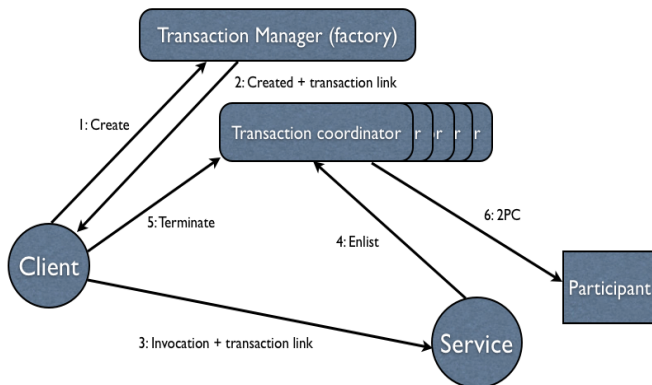 Transaction Manager (factory)
2: Created + transaction link
1: Create
Transaction coordinator
r
r
r
r
5: Terminate
4: Enlist
6: 2PC
Client
Participant
3: Invocation + transaction link
Service